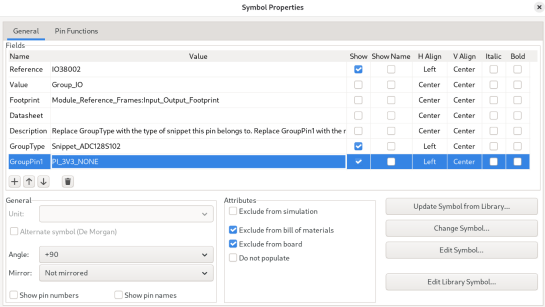 Symbol Properties
General Pin Functions
Fields
Name Value Show Show Name H Align V Align Italic Bold
Reference IO38002 Left Center
Value Group_IO Center Center
Footprint Module_Reference_Frames:Input_Output_Footprint Center Center
Datasheet Center Center
Description Replace GroupType with the type of snippet this pin belongs to. Replace GroupPin1 with the r Center Center
GroupType Snippet_ADC128S102 Left Center
GroupPin1 PI_3V3_NONE Left Center
General
Unit:
Alternate symbol (De Morgan)
Angle: +90
Mirror: Not mirrored
Show pin numbers Show pin names
Attributes
Exclude from simulation
Exclude from bill of materials
Exclude from board
Do not populate
Update Symbol from Library...
Change Symbol...
Edit Symbol...
Edit Library Symbol...